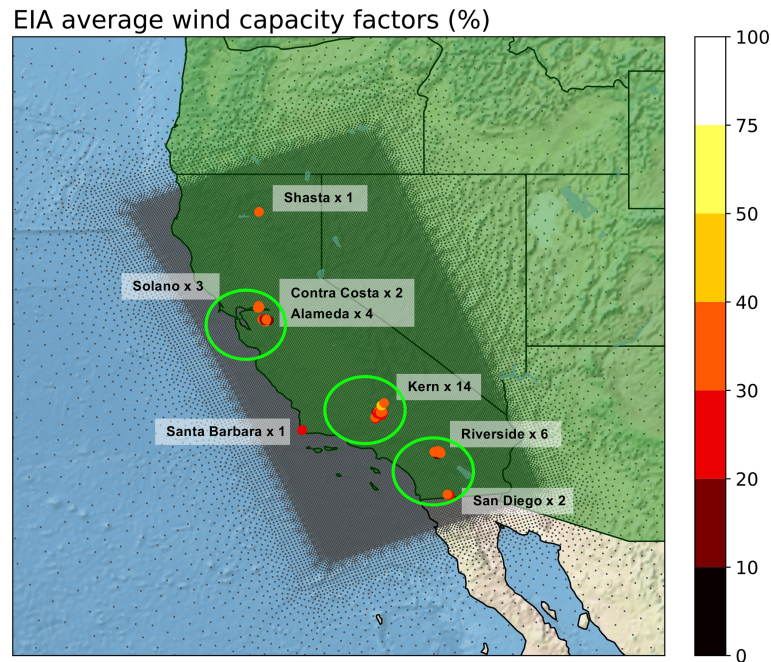 EIA average wind capacity factors (%)
Shasta x 1
Solano x 3
Contra Costa x 2
Alameda x 4
Kern x 14
Santa Barbara x 1
Riverside x 6
San Diego x 2
100
75
50
40
30
20
10
0